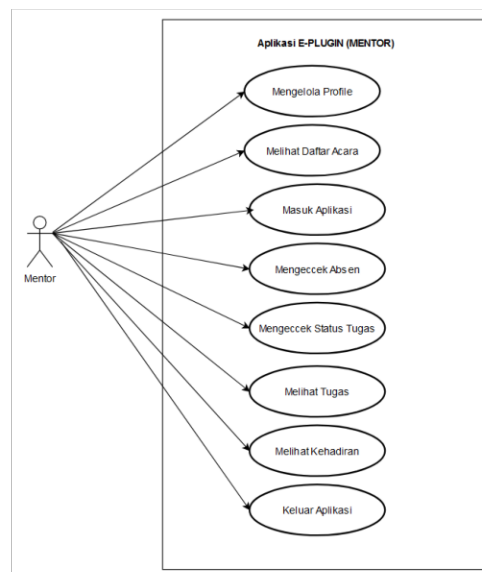 Aplikasi E-PLUGIN (MENTOR)
Mengelola Profile
Melihat Daftar Acara
Masuk Aplikasi
Mengeccek Absen
Mengeccek Status Tugas
Melihat Tugas
Melihat Kehadiran
Keluar Aplikasi
Mentor